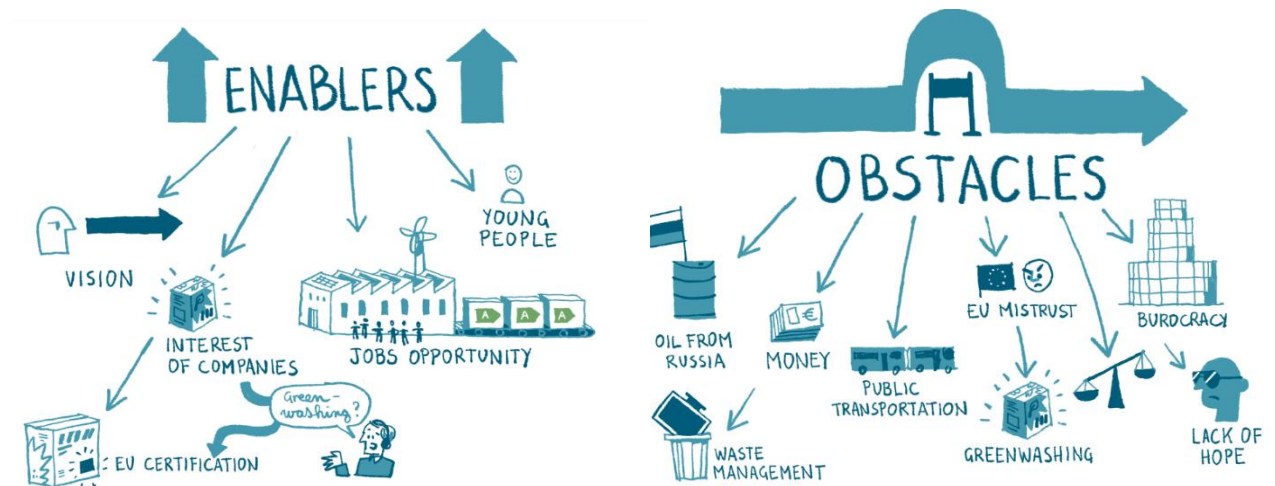 ENABLERS
VISION
INTEREST
OF COMPANIES
EU CERTIFICATION
Green-
washing?
JOBS OPPORTUNITY
A A A
YOUNG
PEOPLE
OBSTACLES
OIL FROM
RUSSIA
MONEY
€
WASTE
MANAGEMENT
PUBLIC
TRANSPORTATION
EU MISTRUST
GREENWASHING
BUROCRACY
LACK OF
HOPE